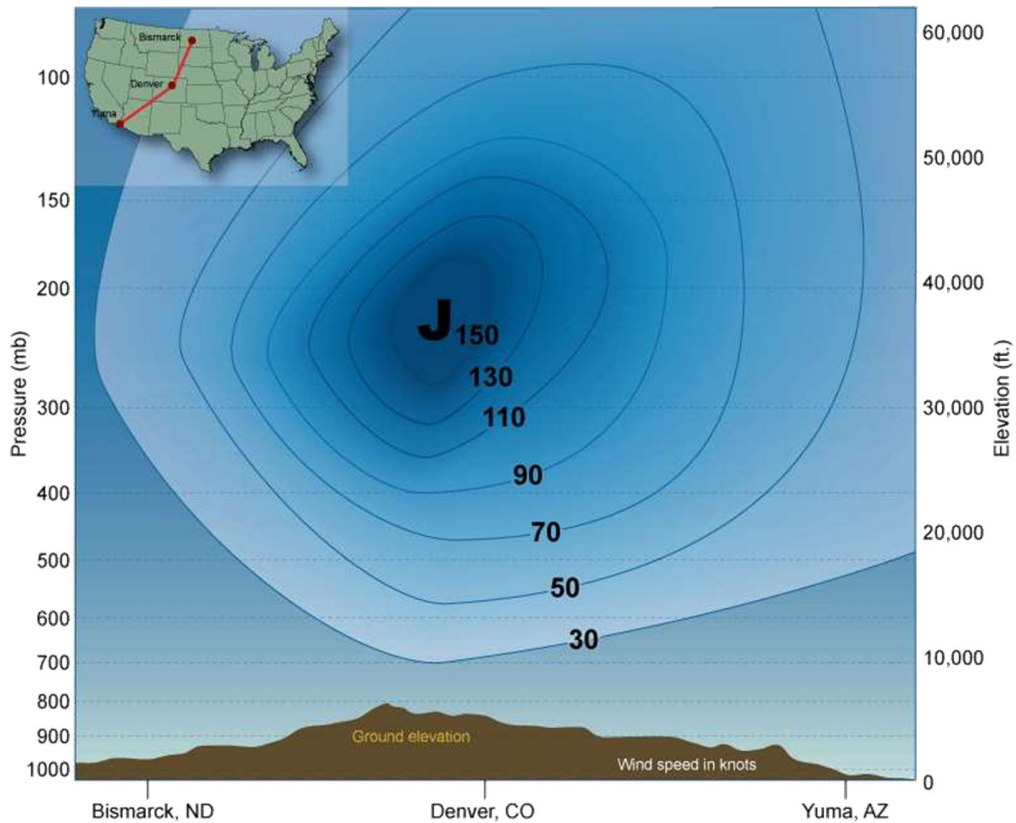 Bismarck
Denver
Yuma
60,000
100
50,000
150
40,000
200
J 150
130
30,000
300
110
90
400
20,000
70
500
50
600
30
10,000
700
800
900
1000
0
Pressure (mb)
Elevation (ft.)
Ground elevation
Wind speed in knots
Bismarck, ND
Denver, CO
Yuma, AZ